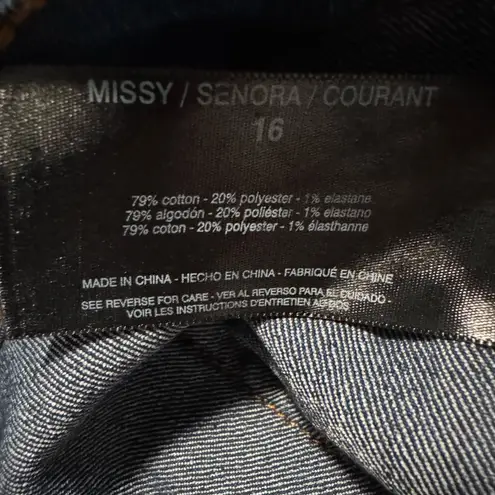 MISSY / SENORA / COURANT
16
79% cotton - 20% polyester - 1% elastane
79% algodón - 20% poliéster - 1% elastano
79% coton - 20% polyester - 1% élasthanne
MADE IN CHINA - HECHO EN CHINA - FABRIQUÉ EN CHINE
SEE REVERSE FOR CARE - VER AL REVERSO PARA EL CUIDADO -
VOIR LES INSTRUCTIONS D'ENTRETIEN AU DOS